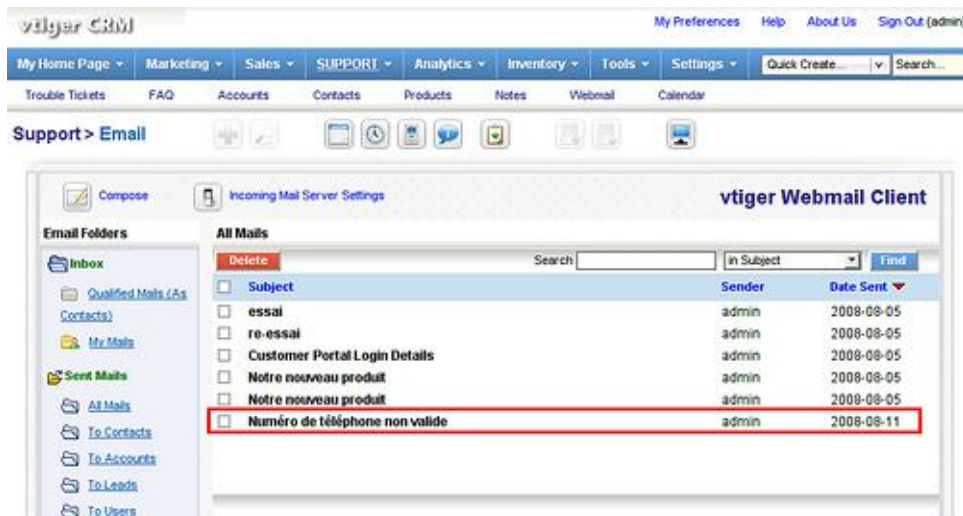 vtiger CRM
My Preferences Help About Us Sign Out (admin)
My Home Page Marketing Sales SUPPORT Analytics Inventory Tools Settings Quick Create... Search...
Trouble Tickets FAQ Accounts Contacts Products Notes Webmail Calendar
Support > Email
Compose Incoming Mail Server Settings vtiger Webmail Client
Email Folders All Mails
Inbox Delete Search in Subject Find
Subject Sender Date Sent
Qualified Mails (As
Contacts)
My Mails
Sent Mails
All Mails
To Contacts
To Accounts
To Leads
To Users
essai admin 2008-08-05
re-essai admin 2008-08-05
Customer Portal Login Details admin 2008-08-05
Notre nouveau produit admin 2008-08-05
Notre nouveau produit admin 2008-08-05
Numéro de téléphone non valide admin 2008-08-11